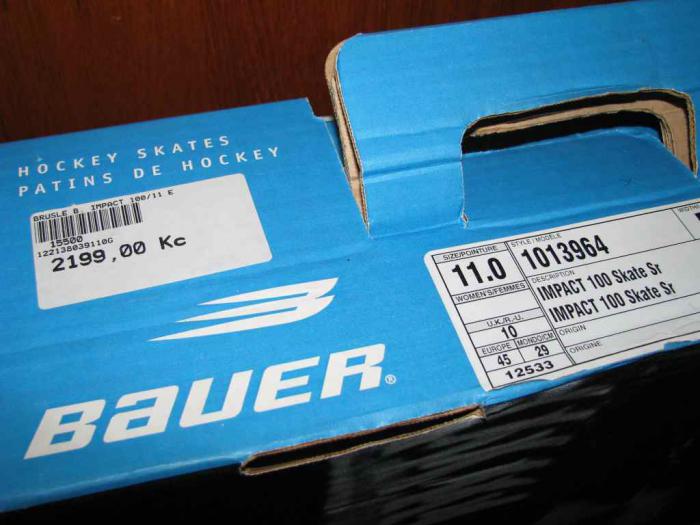 HOCKEY SKATES
PATINS DE HOCKEY
BRUSLE B. IMPACT 100/11 E
15500
122138039110G
2199,00 Kc
BAUER®
SIZE/POINTURE
11.0
WOMEN'S/FEMMES
U.K./R.-U.
10
EUROPE MONDO/CM
45 29
12533
STYLE / MODELE
1013964
DESCRIPTION
IMPACT 100 Skate Sr
IMPACT 100 Skate Sr
ORIGIN
ORIGINE